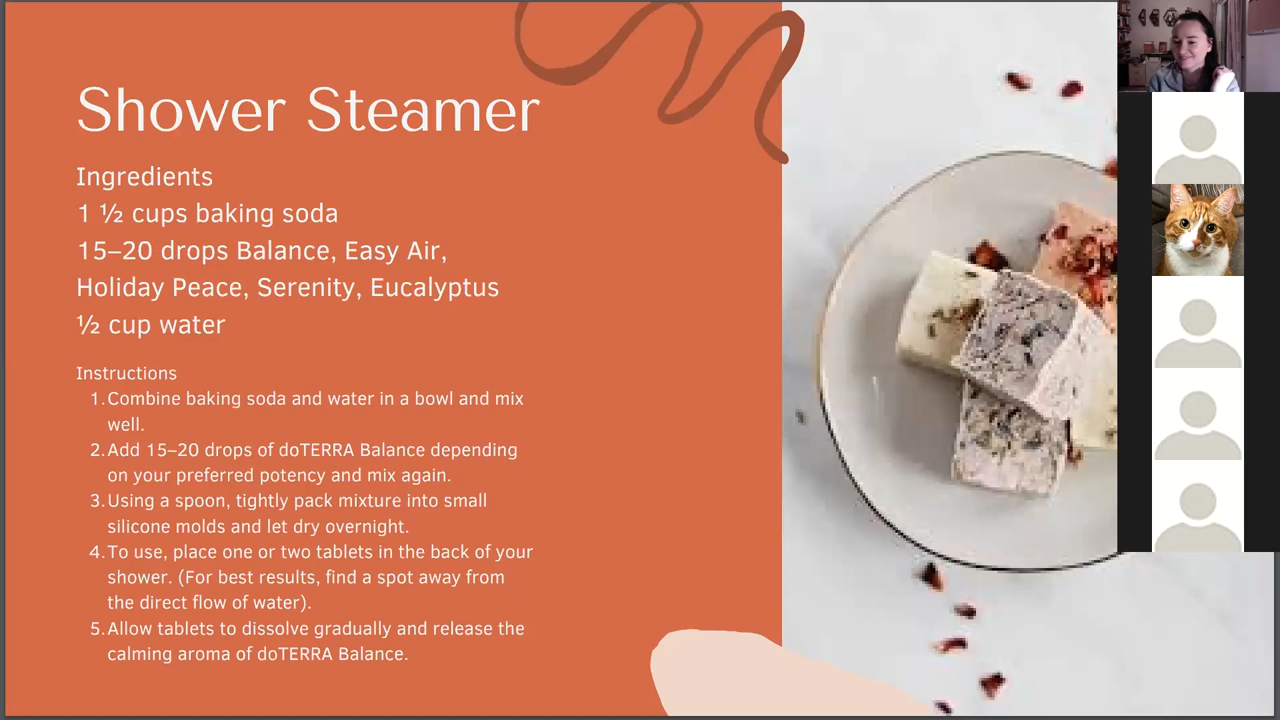 Shower Steamer
Ingredients
1 ½ cups baking soda
15–20 drops Balance, Easy Air,
Holiday Peace, Serenity, Eucalyptus
½ cup water
Instructions
1. Combine baking soda and water in a bowl and mix
well.
2. Add 15–20 drops of doTERRA Balance depending
on your preferred potency and mix again.
3. Using a spoon, tightly pack mixture into small
silicone molds and let dry overnight.
4. To use, place one or two tablets in the back of your
shower. (For best results, find a spot away from
the direct flow of water).
5. Allow tablets to dissolve gradually and release the
calming aroma of doTERRA Balance.